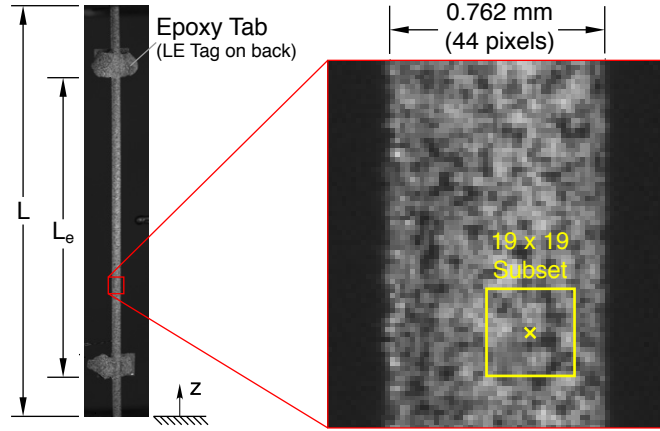 Epoxy Tab
(LE Tag on back)
L
Le
z
0.762 mm
(44 pixels)
19 x 19
Subset